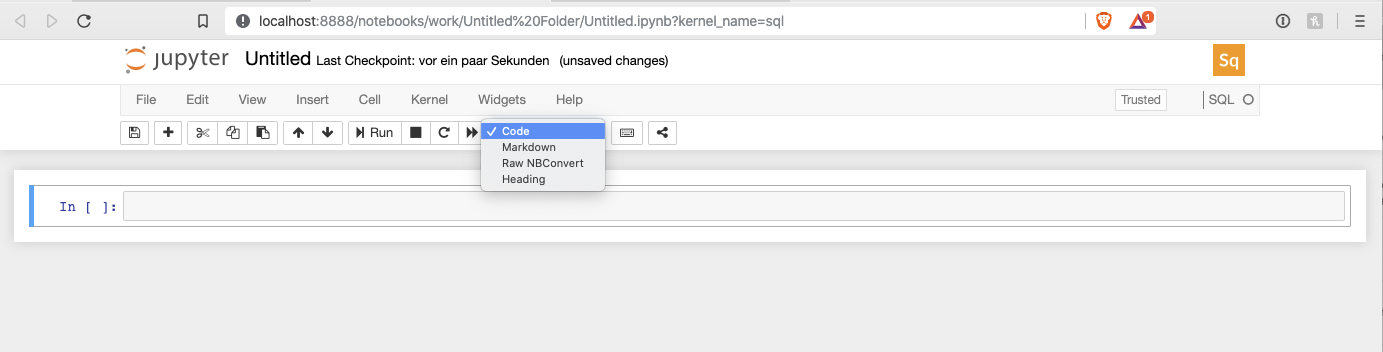 localhost:8888/notebooks/work/Untitled%20Folder/Untitled.ipynb?kernel_name=sql
1
jupyter Untitled Last Checkpoint: vor ein paar Sekunden (unsaved changes)
Sq
File Edit View Insert Cell Kernel Widgets Help
Trusted
SQL
Run
Code
Markdown
Raw NBConvert
Heading
In [ ]: